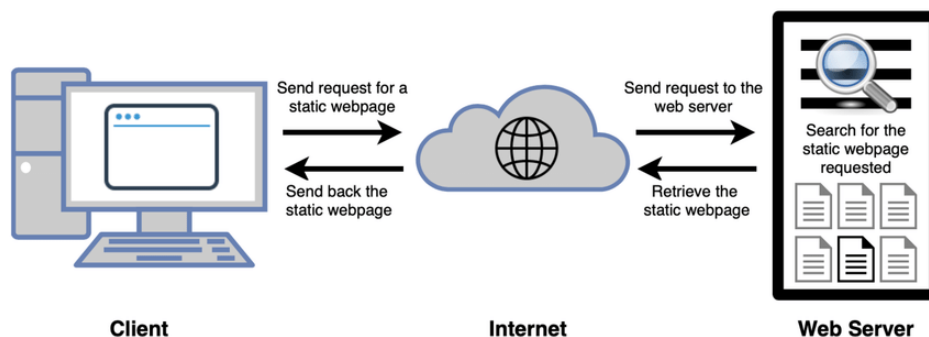 Send request for a
static webpage
Send back the
static webpage
Send request to the
web server
Retrieve the
static webpage
Search for the
static webpage
requested
Client
Internet
Web Server